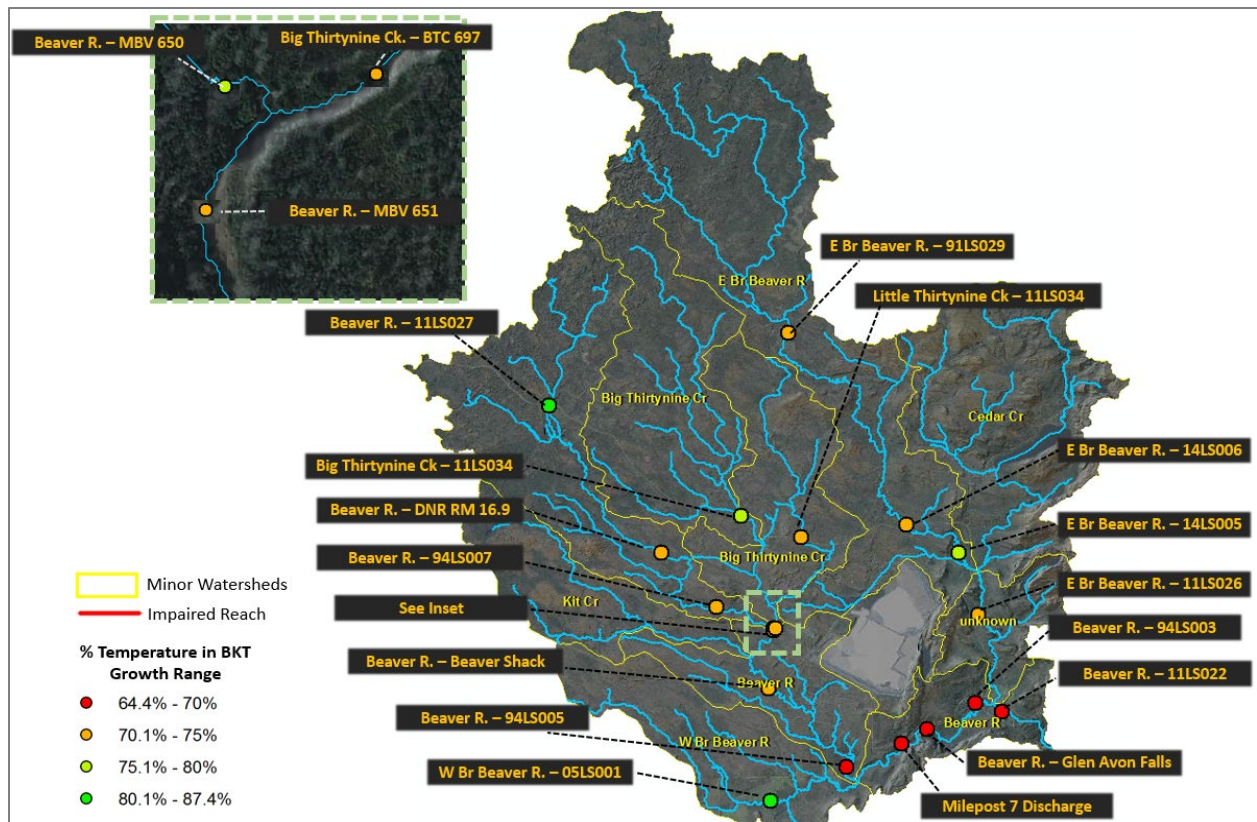 Beaver R. – MBV 650
Big Thirtynine Ck. – BTC 697
Beaver R. – MBV 651
E Br Beaver R. – 91LS029
E Br Beaver R
Little Thirtynine Ck – 11LS034
Beaver R. – 11LS027
Big Thirtynine Cr
Cedar Cr
E Br Beaver R. – 14LS006
Big Thirtynine Ck – 11LS034
Beaver R. – DNR RM 16.9
E Br Beaver R. – 14LS005
Big Thirtynine Cr
Beaver R. – 94LS007
E Br Beaver R. – 11LS026
Kit Cr
See Inset
unknown
Beaver R. – 94LS003
Beaver R. – Beaver Shack
Beaver R
Beaver R. – 11LS022
Beaver R. – 94LS005
Beaver R
W Br Beaver R
Beaver R. – Glen Avon Falls
W Br Beaver R. – 05LS001
Milepost 7 Discharge
Minor Watersheds
Impaired Reach
% Temperature in BKT
Growth Range
64.4% - 70%
70.1% - 75%
75.1% - 80%
80.1% - 87.4%